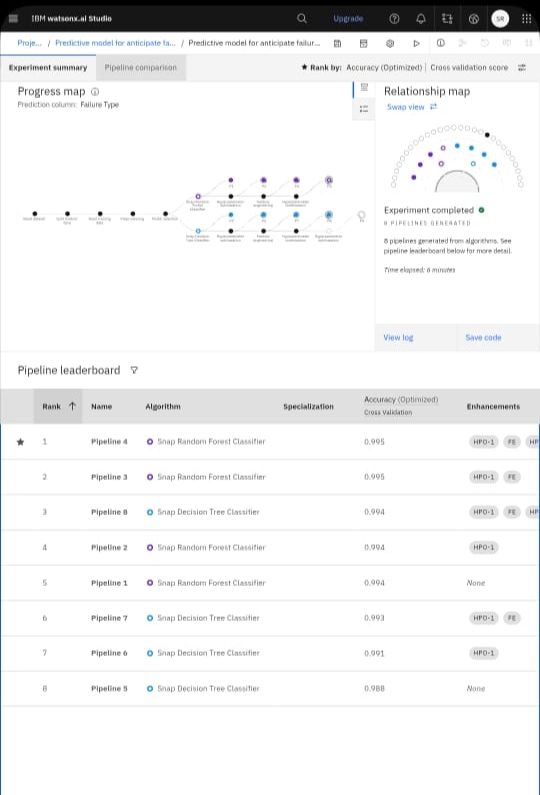 IBM watsonx.ai Studio
Upgrade
SR
Proje... / Predictive model for anticipate fa... / Predictive model for anticipate failur...
Experiment summary
Pipeline comparison
Rank by: Accuracy (Optimized) | Cross validation score
Progress map
Prediction column: Failure Type
Relationship map
Swap view
Experiment completed
8 PIPELINES GENERATED
8 pipelines generated from algorithms. See
pipeline leaderboard below for more detail.
Time elapsed: 6 minutes
View log
Save code
Pipeline leaderboard
Rank Name Algorithm Specialization Accuracy (Optimized) Enhancements
Cross Validation
1 Pipeline 4 Snap Random Forest Classifier 0.995 HPO-1 FE HP
2 Pipeline 3 Snap Random Forest Classifier 0.995 HPO-1 FE
3 Pipeline 8 Snap Decision Tree Classifier 0.994 HPO-1 FE HP
4 Pipeline 2 Snap Random Forest Classifier 0.994 HPO-1
5 Pipeline 1 Snap Random Forest Classifier 0.994 None
6 Pipeline 7 Snap Decision Tree Classifier 0.993 HPO-1 FE
7 Pipeline 6 Snap Decision Tree Classifier 0.991 HPO-1
8 Pipeline 5 Snap Decision Tree Classifier 0.988 None